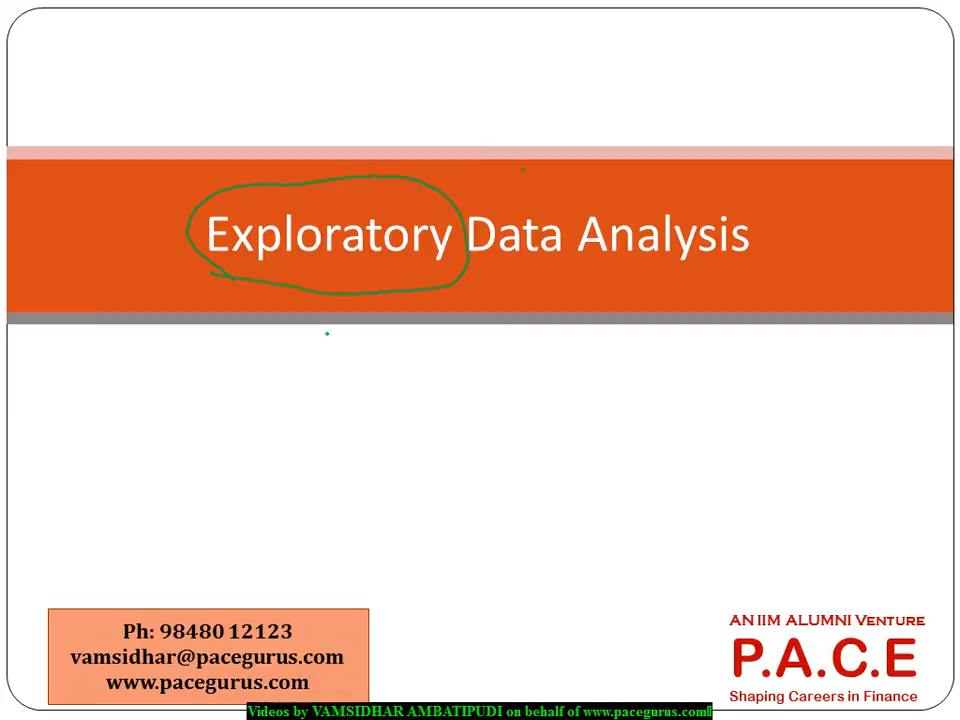 Exploratory Data Analysis
Ph: 98480 12123
vamsidhar@pacegurus.com
www.pacegurus.com
AN IIM ALUMNI VENTURE
P.A.C.E
Shaping Careers in Finance
Videos by VAMSIDHAR AMBATIPUDI on behalf of www.pacegurus.com